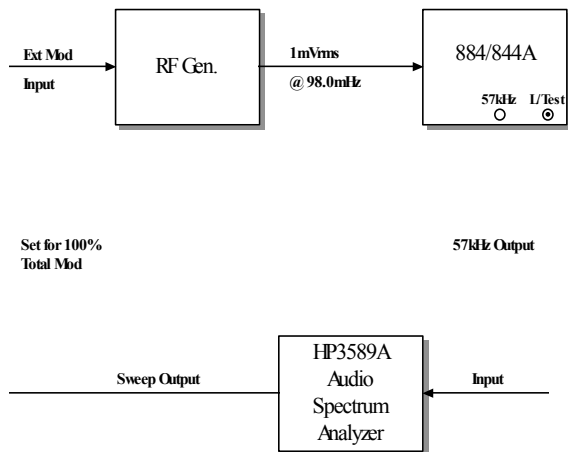 Ext Mod
Input
RF Gen.
1mVrms
@ 98.0mHz
884/844A
57kHz L/Test
Set for 100%
Total Mod
57kHz Output
Sweep Output
HP3589A
Audio
Spectrum
Analyzer
Input